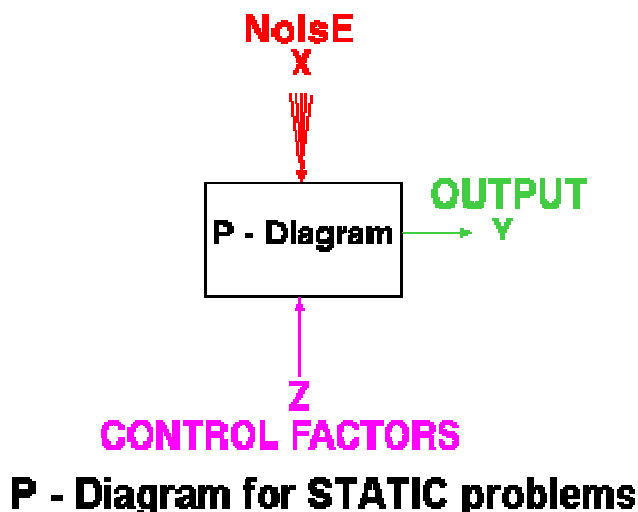 NoIsE
X
P - Diagram
OUTPUT
Y
Z
CONTROL FACTORS
P - Diagram for STATIC problems